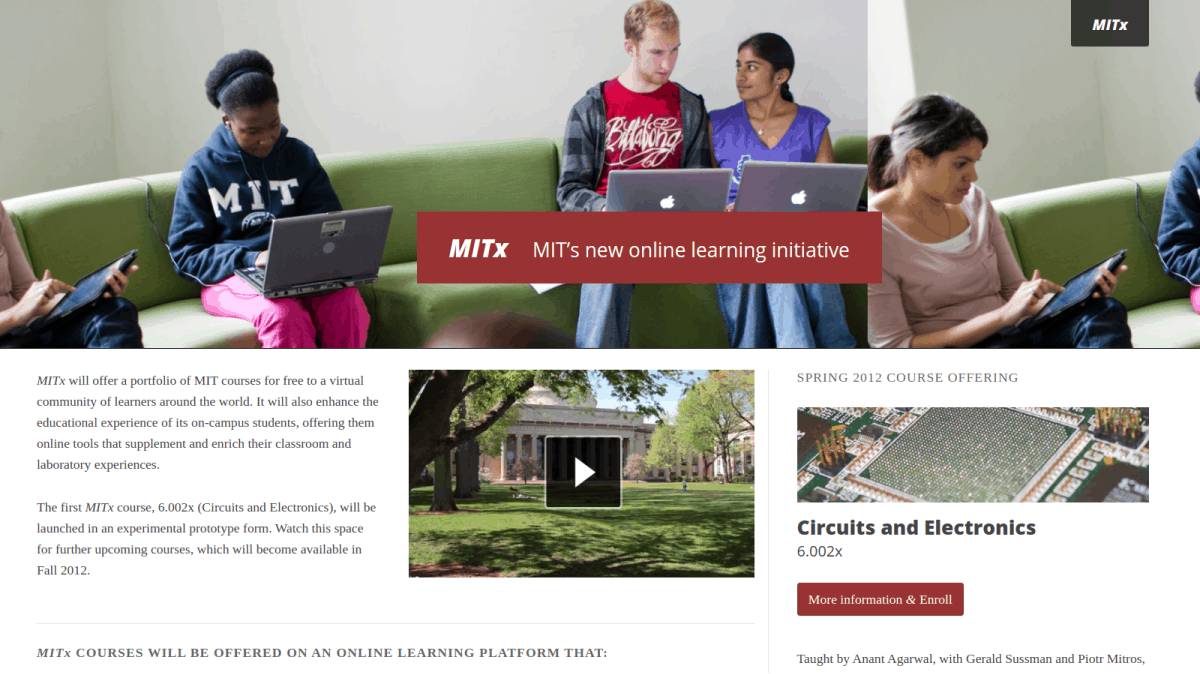 MITx
MIT
Billabong
MITx MIT's new online learning initiative
MITx will offer a portfolio of MIT courses for free to a virtual
community of learners around the world. It will also enhance the
educational experience of its on-campus students, offering them
online tools that supplement and enrich their classroom and
laboratory experiences.
The first MITx course, 6.002x (Circuits and Electronics), will be
launched in an experimental prototype form. Watch this space
for further upcoming courses, which will become available in
Fall 2012.
MITx COURSES WILL BE OFFERED ON AN ONLINE LEARNING PLATFORM THAT:
SPRING 2012 COURSE OFFERING
Circuits and Electronics
6.002x
More information & Enroll
Taught by Anant Agarwal, with Gerald Sussman and Piotr Mitros,